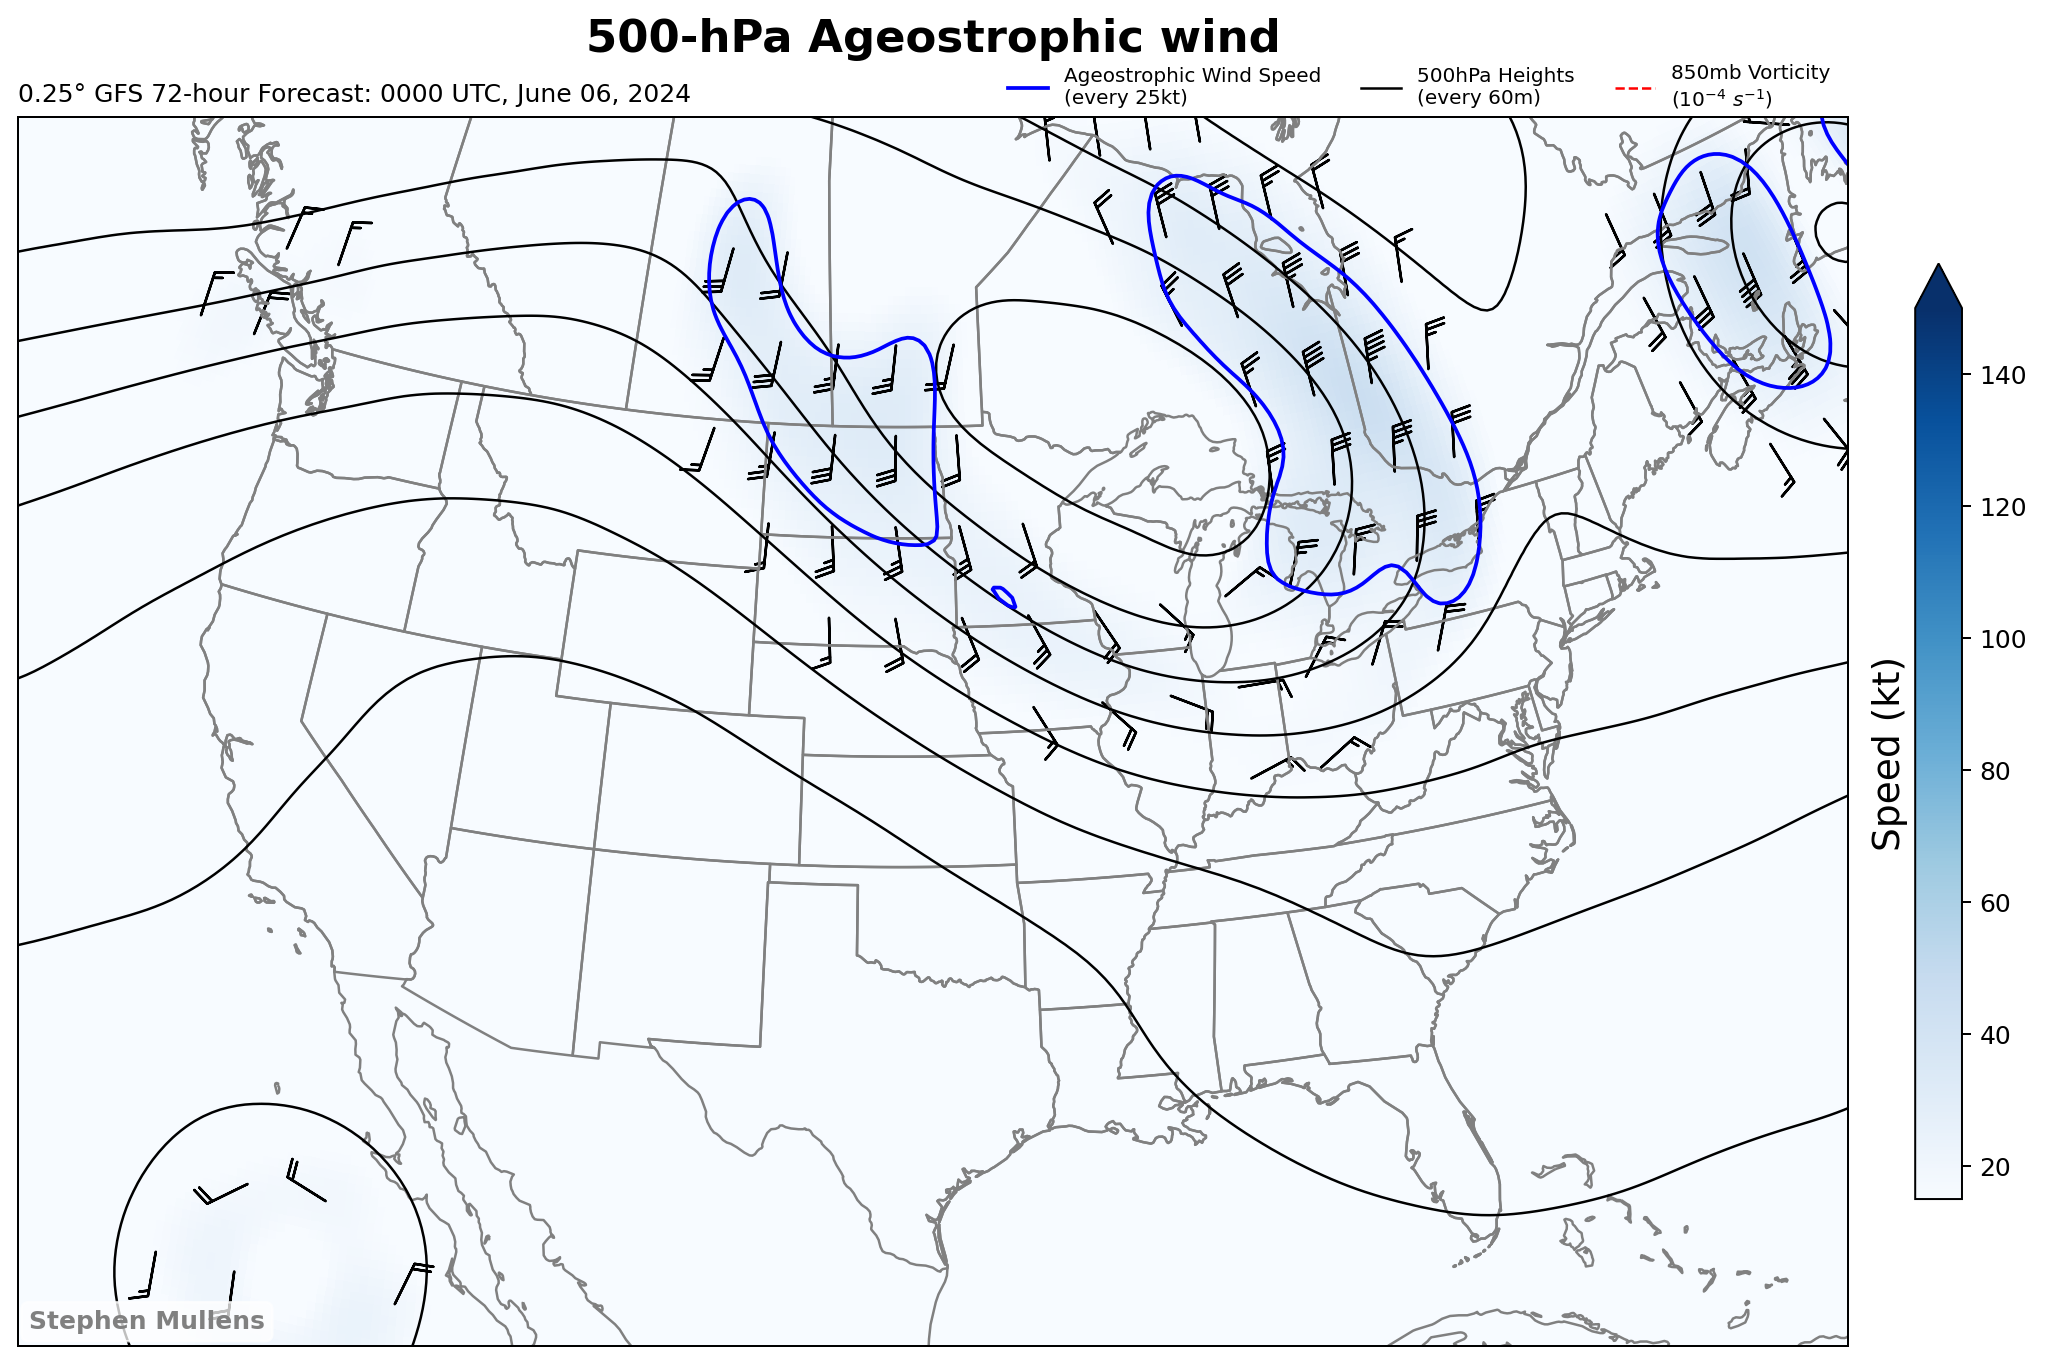 500-hPa Ageostrophic wind
0.25° GFS 72-hour Forecast: 0000 UTC, June 06, 2024
Ageostrophic Wind Speed
(every 25kt)
500hPa Heights
(every 60m)
850mb Vorticity
(10⁻⁴ s⁻¹)
140
120
100
80
60
40
20
Speed (kt)
Stephen Mullens